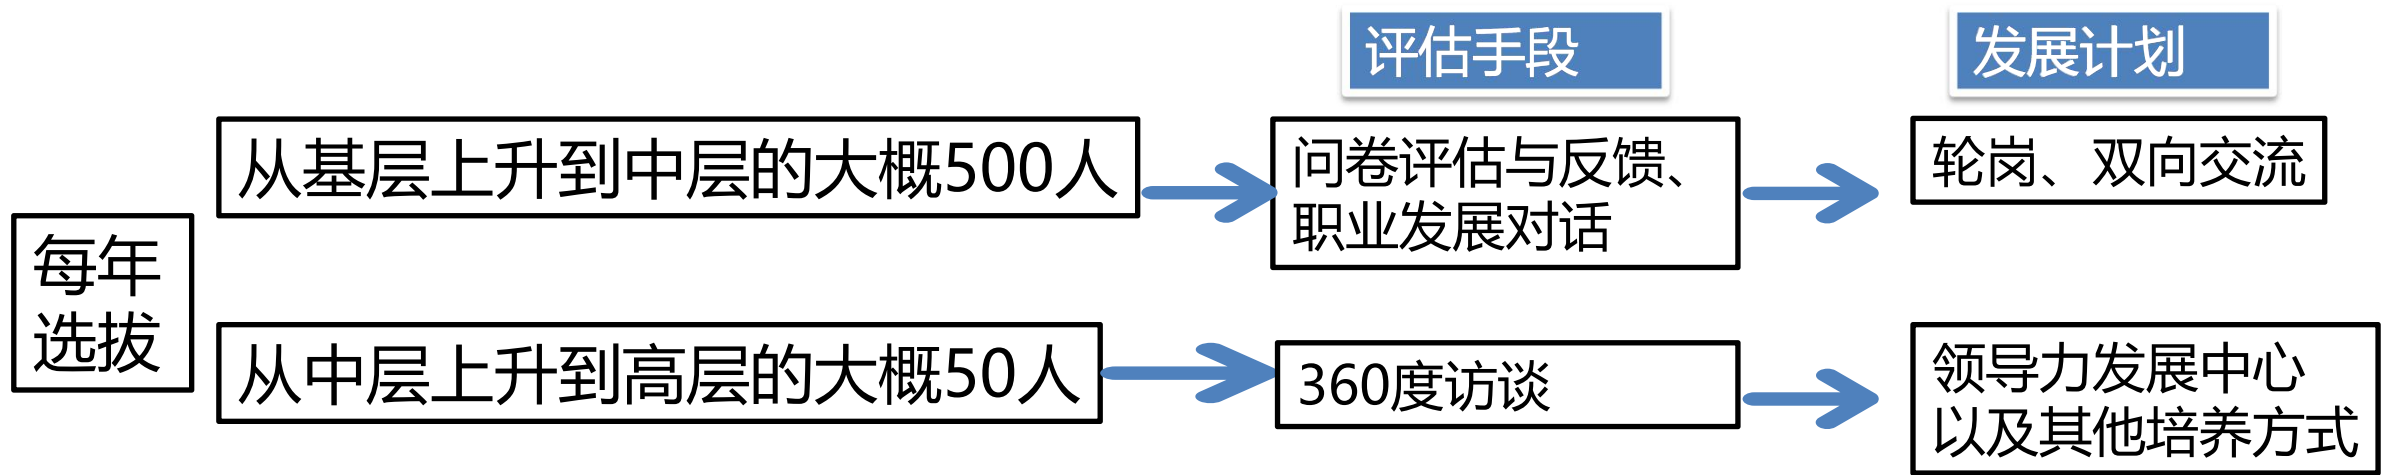 评估手段
发展计划
从基层上升到中层的大概500人
问卷评估与反馈、
职业发展对话
轮岗、双向交流
每年
选拔
从中层上升到高层的大概50人
360度访谈
领导力发展中心
以及其他培养方式